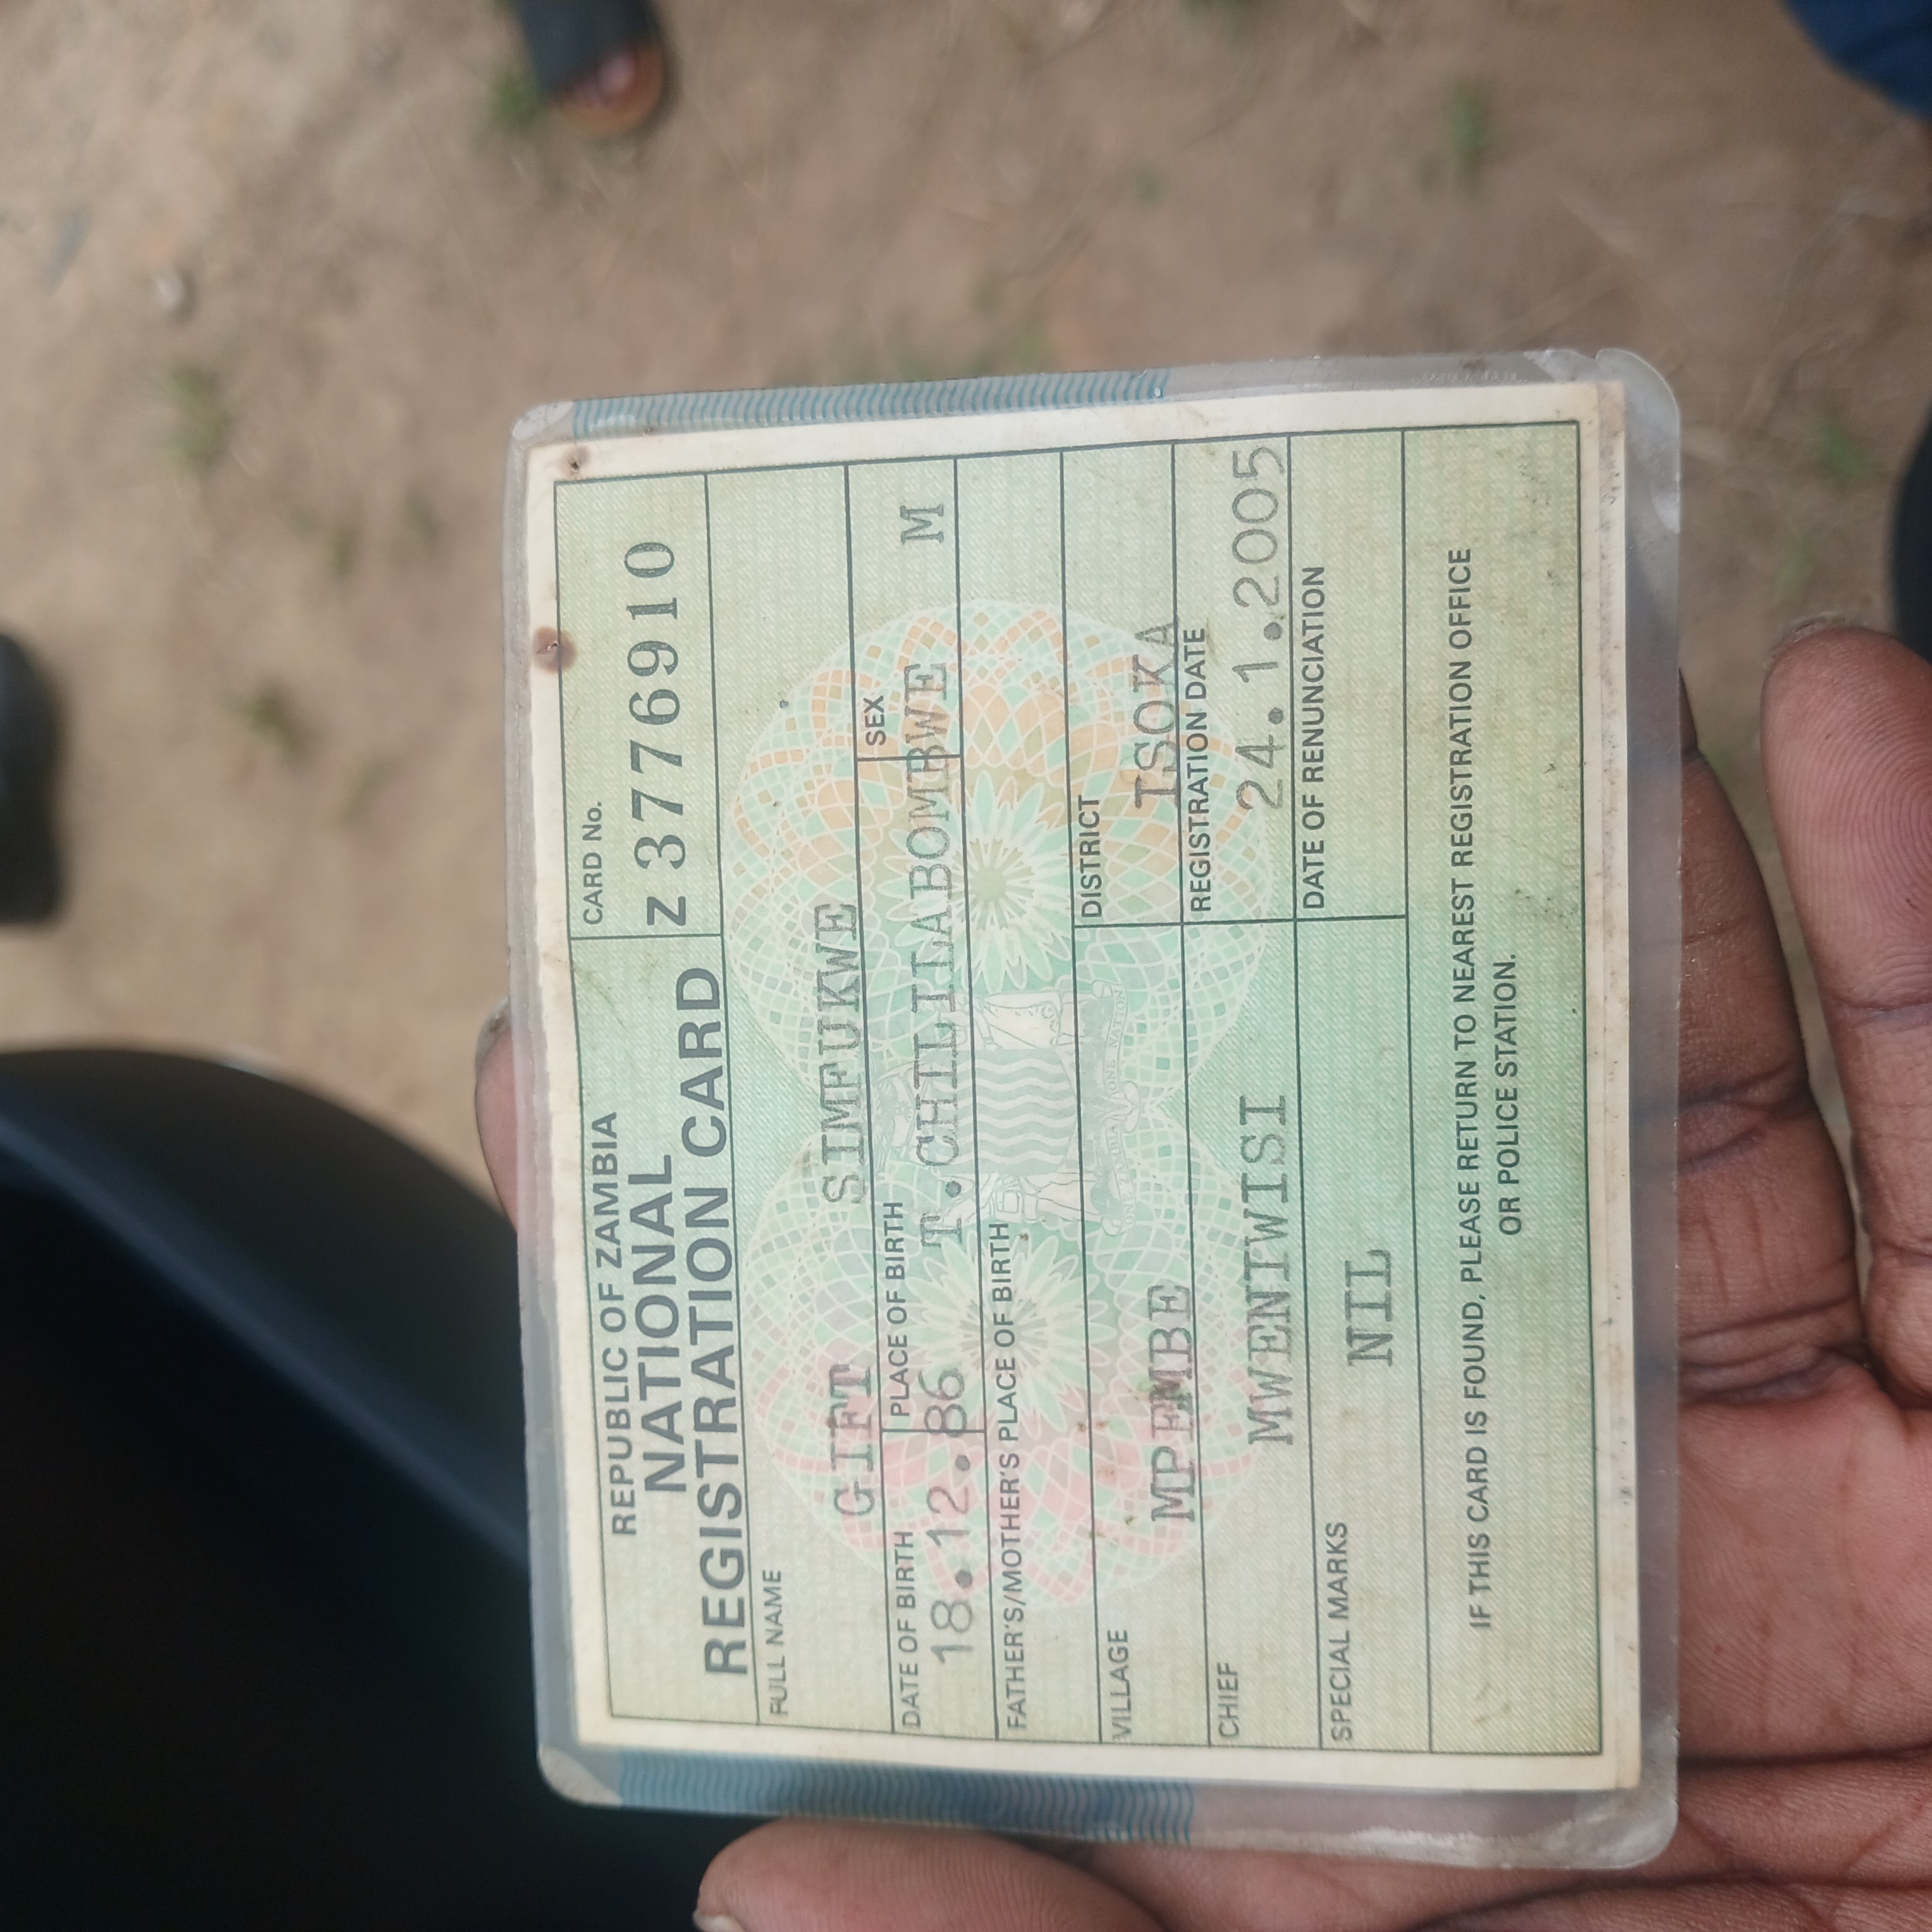 REPUBLIC OF ZAMBIA
NATIONAL
REGISTRATION CARD
CARD No.
Z 3776910
FULL NAME
GIFT SIMFUKWE
DATE OF BIRTH PLACE OF BIRTH SEX
18.12.86 T.CHILILABOMBWE M
FATHER'S/MOTHER'S PLACE OF BIRTH
VILLAGE DISTRICT
MPEMBE ISOKA
CHIEF REGISTRATION DATE
MWENIWISI 24.1.2005
SPECIAL MARKS DATE OF RENUNCIATION
NIL
IF THIS CARD IS FOUND, PLEASE RETURN TO NEAREST REGISTRATION OFFICE
OR POLICE STATION.